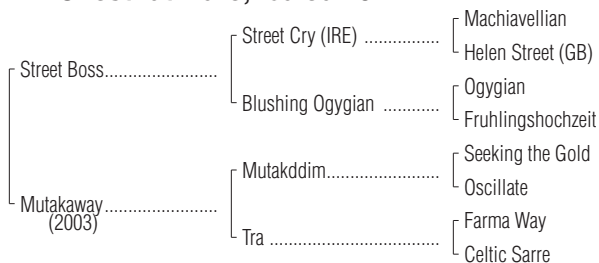 Machiavellian
Street Cry (IRE) ................
Helen Street (GB)
Street Boss........................
Ogygian
Blushing Ogygian ............
Fruhlingshochzeit
Seeking the Gold
Mutakddim........................
Oscillate
Mutakaway........................
(2003)
Farma Way
Tra ....................................
Celtic Sarre